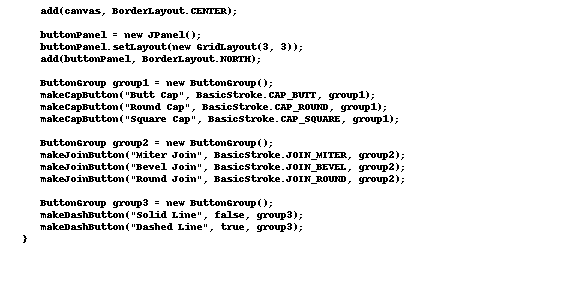 add(canvas, BorderLayout.CENTER);
buttonPanel = new JPanel();
buttonPanel.setLayout(new GridLayout(3, 3));
add(buttonPanel, BorderLayout.NORTH);
ButtonGroup group1 = new ButtonGroup();
makeCapButton("Butt Cap", BasicStroke.CAP_BUTT, group1);
makeCapButton("Round Cap", BasicStroke.CAP_ROUND, group1);
makeCapButton("Square Cap", BasicStroke.CAP_SQUARE, group1);
ButtonGroup group2 = new ButtonGroup();
makeJoinButton("Miter Join", BasicStroke.JOIN_MITER, group2);
makeJoinButton("Bevel Join", BasicStroke.JOIN_BEVEL, group2);
makeJoinButton("Round Join", BasicStroke.JOIN_ROUND, group2);
ButtonGroup group3 = new ButtonGroup();
makeDashButton("Solid Line", false, group3);
makeDashButton("Dashed Line", true, group3);
}